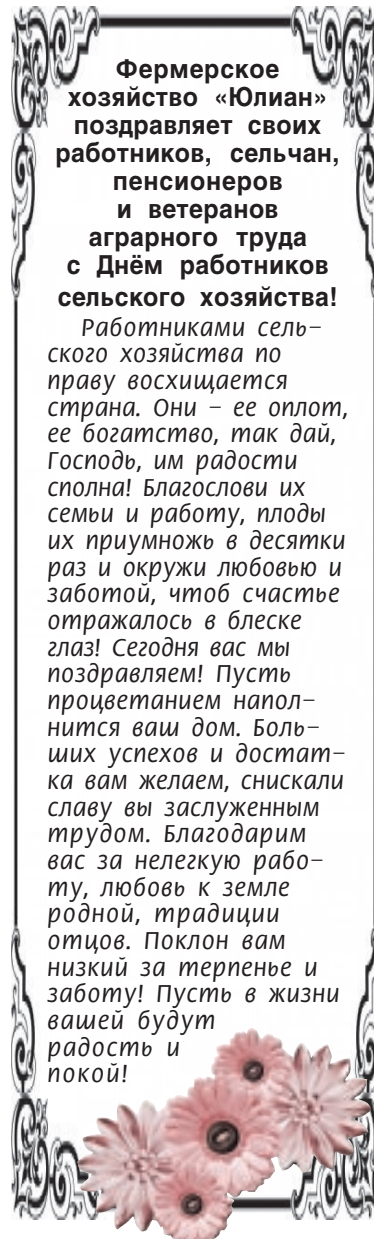 Фермерское
хозяйство «Юлиан»
поздравляет своих
работников, сельчан,
пенсионеров
и ветеранов
аграрного труда
с Днём работников
сельского хозяйства!
Работниками сель-
ского хозяйства по
праву восхищается
страна. Они – ее оплот,
ее богатство, так дай,
Господь, им радости
сполна! Благослови их
семьи и работу, плоды
их приумножь в десятки
раз и окружи любовью и
заботой, чтоб счастье
отражалось в блеске
глаз! Сегодня вас мы
поздравляем! Пусть
процветанием напол-
нится ваш дом. Боль-
ших успехов и достат-
ка вам желаем, снискали
славу вы заслуженным
трудом. Благодарим
вас за нелегкую рабо-
ту, любовь к земле
родной, традиции
отцов. Поклон вам
низкий за терпенье и
заботу! Пусть в жизни
вашей будут
радость и
покой!